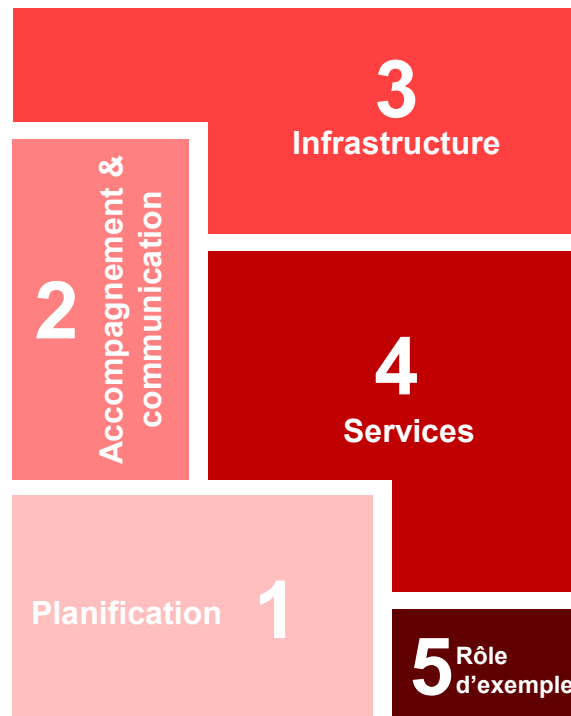 3
Infrastructure
2
Accompagnement &
communication
4
Services
Planification 1
5 Rôle
d'exemple